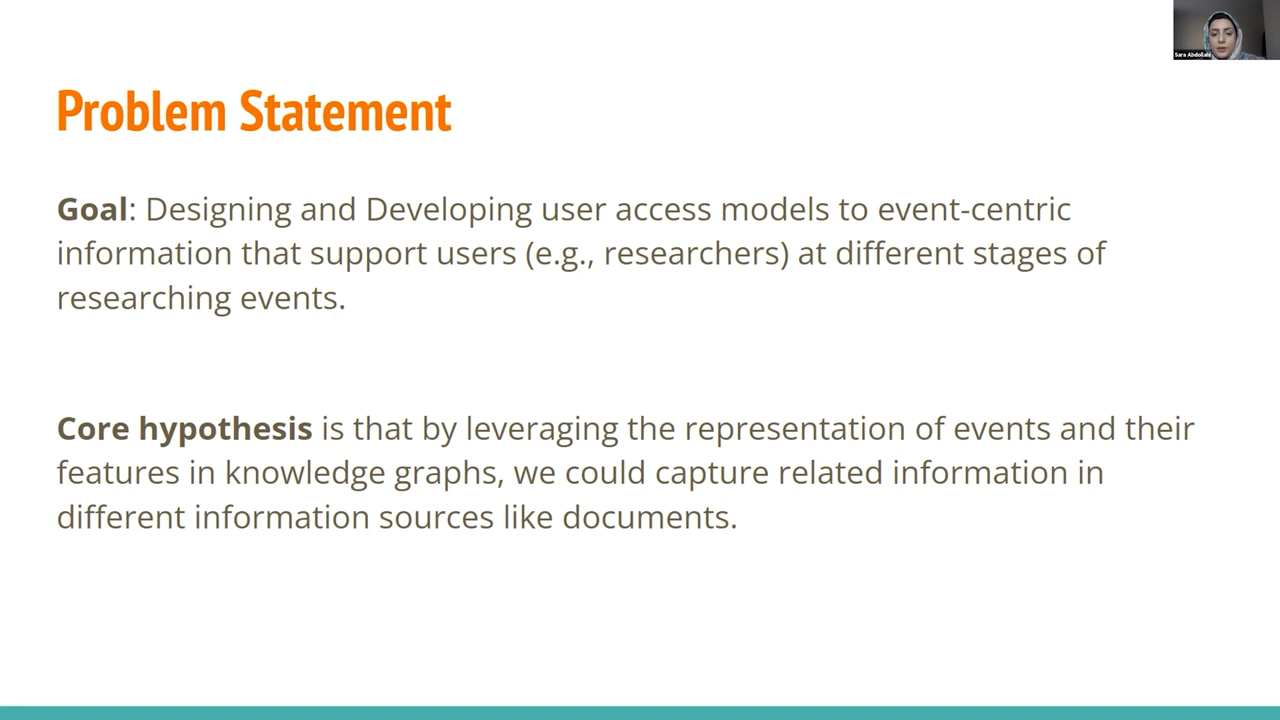 Sara Abdollahi
Problem Statement
Goal: Designing and Developing user access models to event-centric
information that support users (e.g., researchers) at different stages of
researching events.
Core hypothesis is that by leveraging the representation of events and their
features in knowledge graphs, we could capture related information in
different information sources like documents.